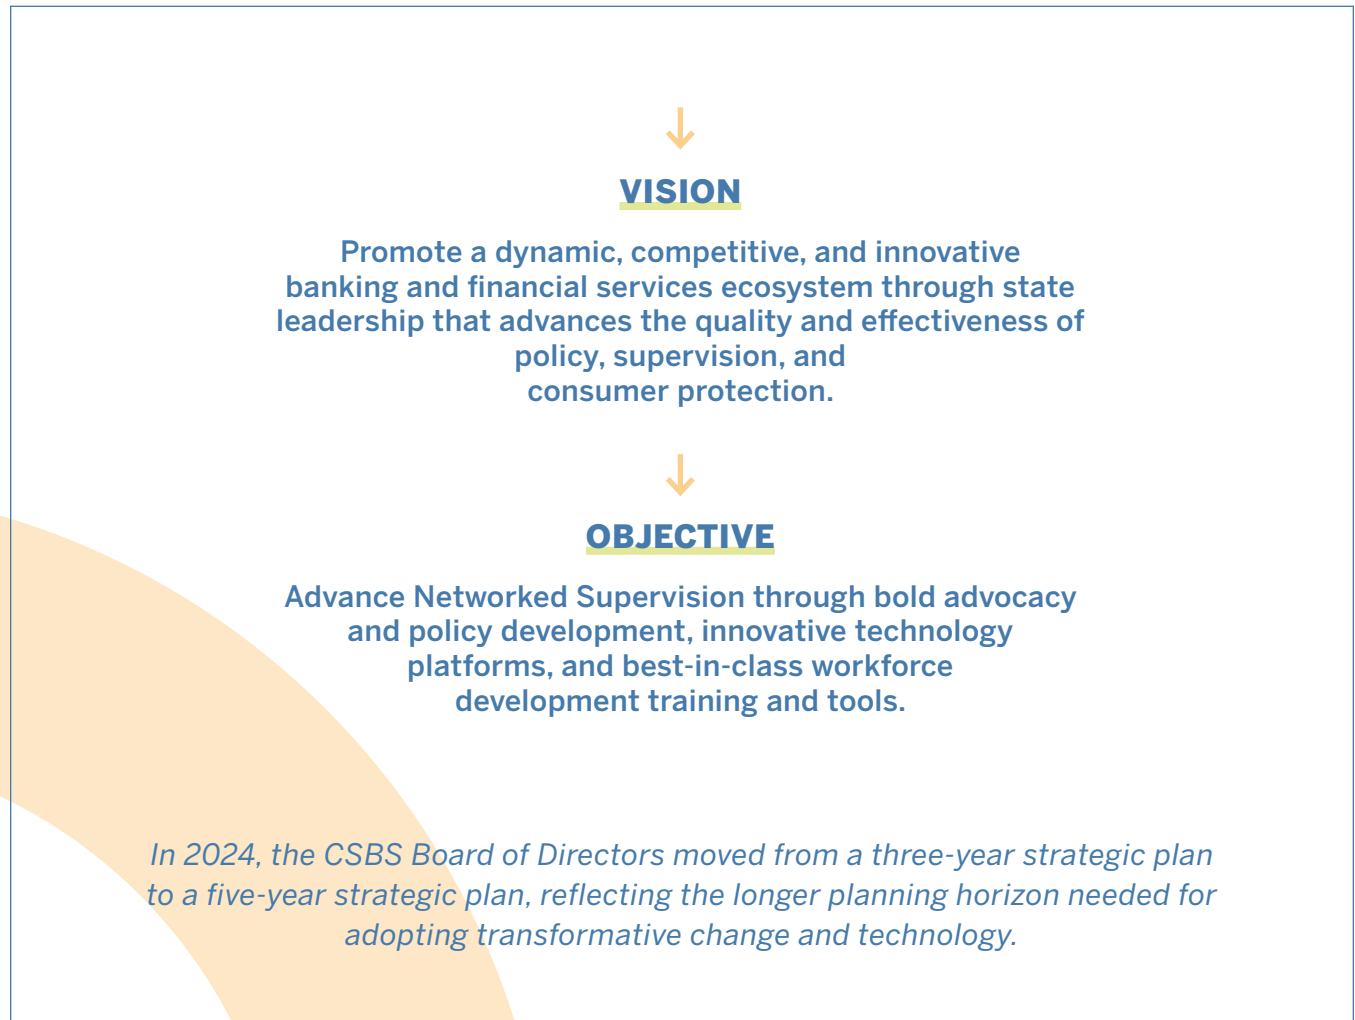 VISION
Promote a dynamic, competitive, and innovative
banking and financial services ecosystem through state
leadership that advances the quality and effectiveness of
policy, supervision, and
consumer protection.
OBJECTIVE
Advance Networked Supervision through bold advocacy
and policy development, innovative technology
platforms, and best-in-class workforce
development training and tools.
In 2024, the CSBS Board of Directors moved from a three-year strategic plan
to a five-year strategic plan, reflecting the longer planning horizon needed for
adopting transformative change and technology.